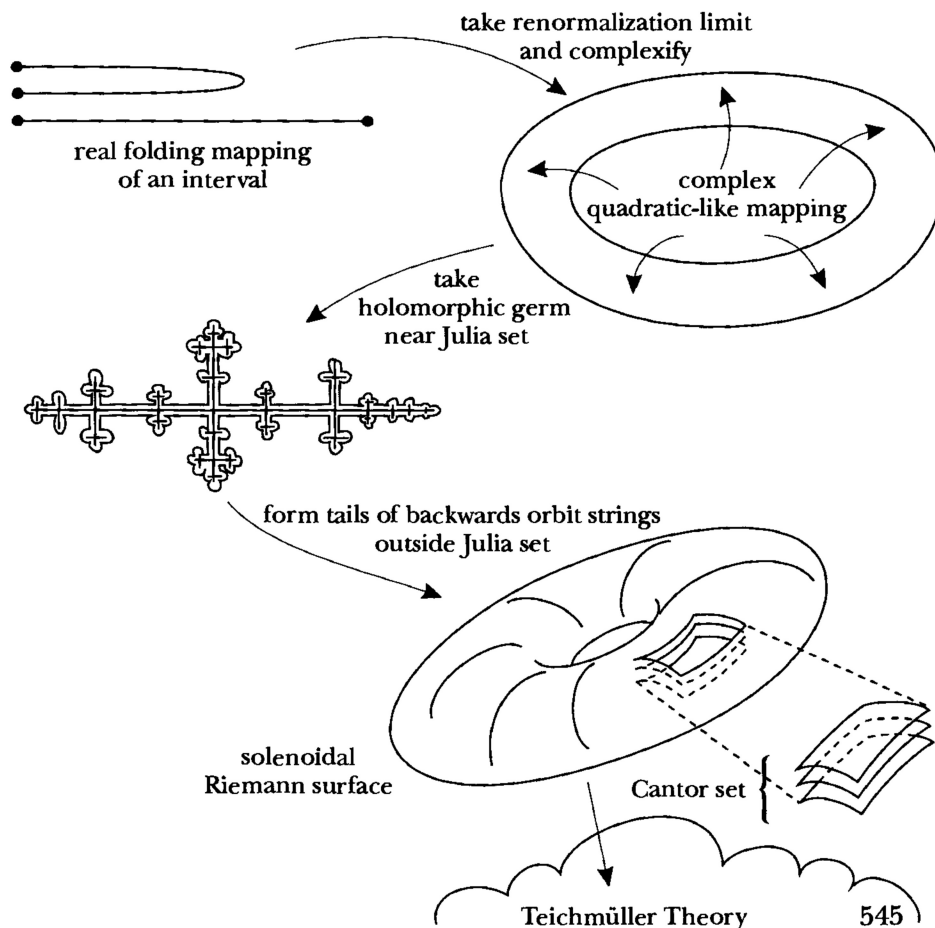 take renormalization limit
and complexify
real folding mapping
of an interval
complex
quadratic-like mapping
take
holomorphic germ
near Julia set
form tails of backwards orbit strings
outside Julia set
solenoidal
Riemann surface
Cantor set
Teichmüller Theory
545